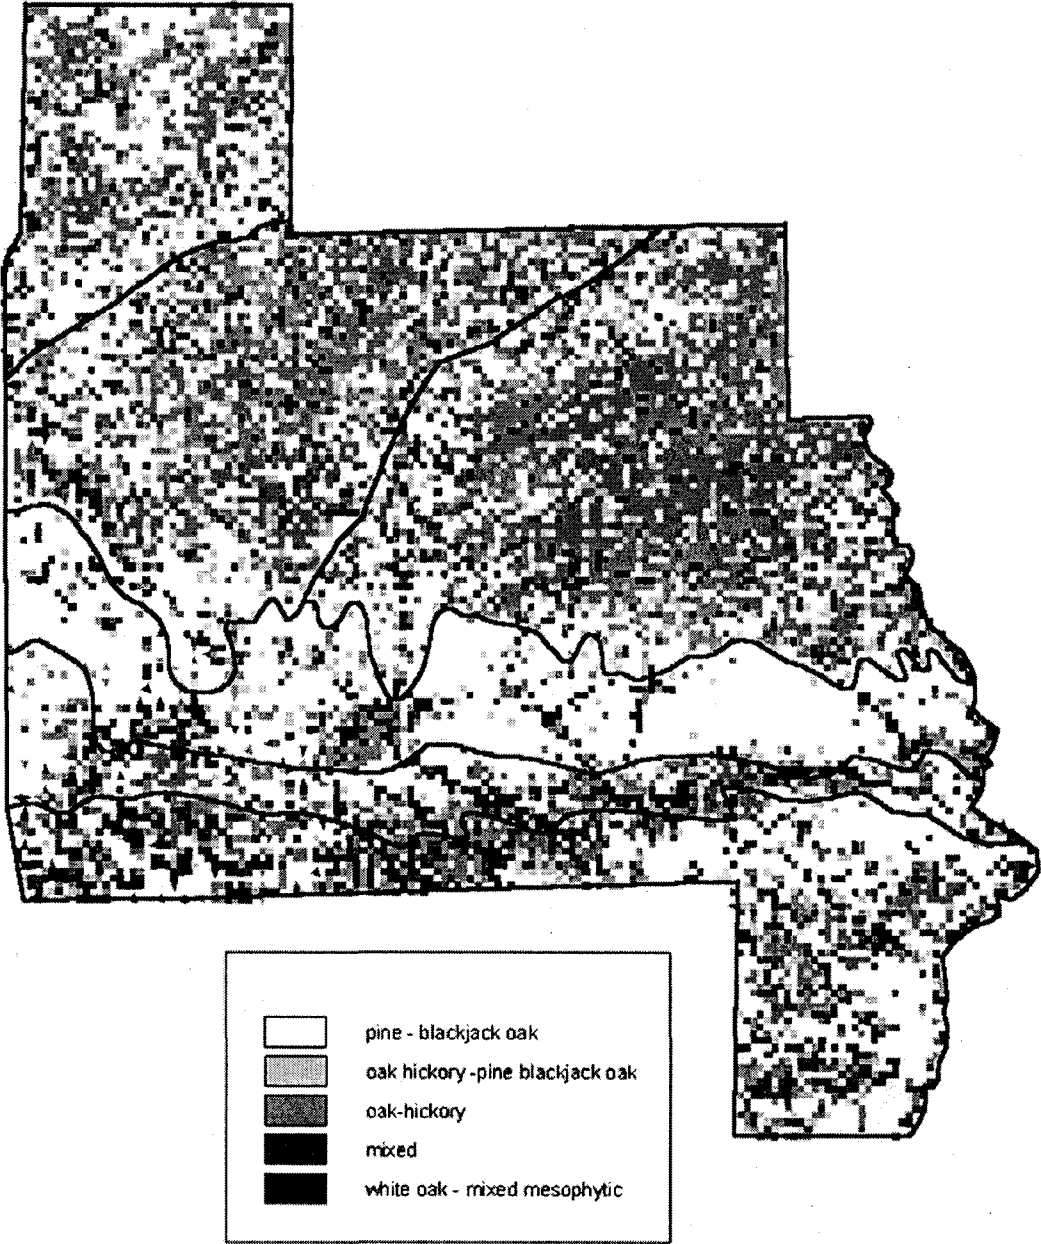 pine - blackjack oak
oak hickory -pine blackjack oak
oak-hickory
mixed
white oak - mixed mesophytic